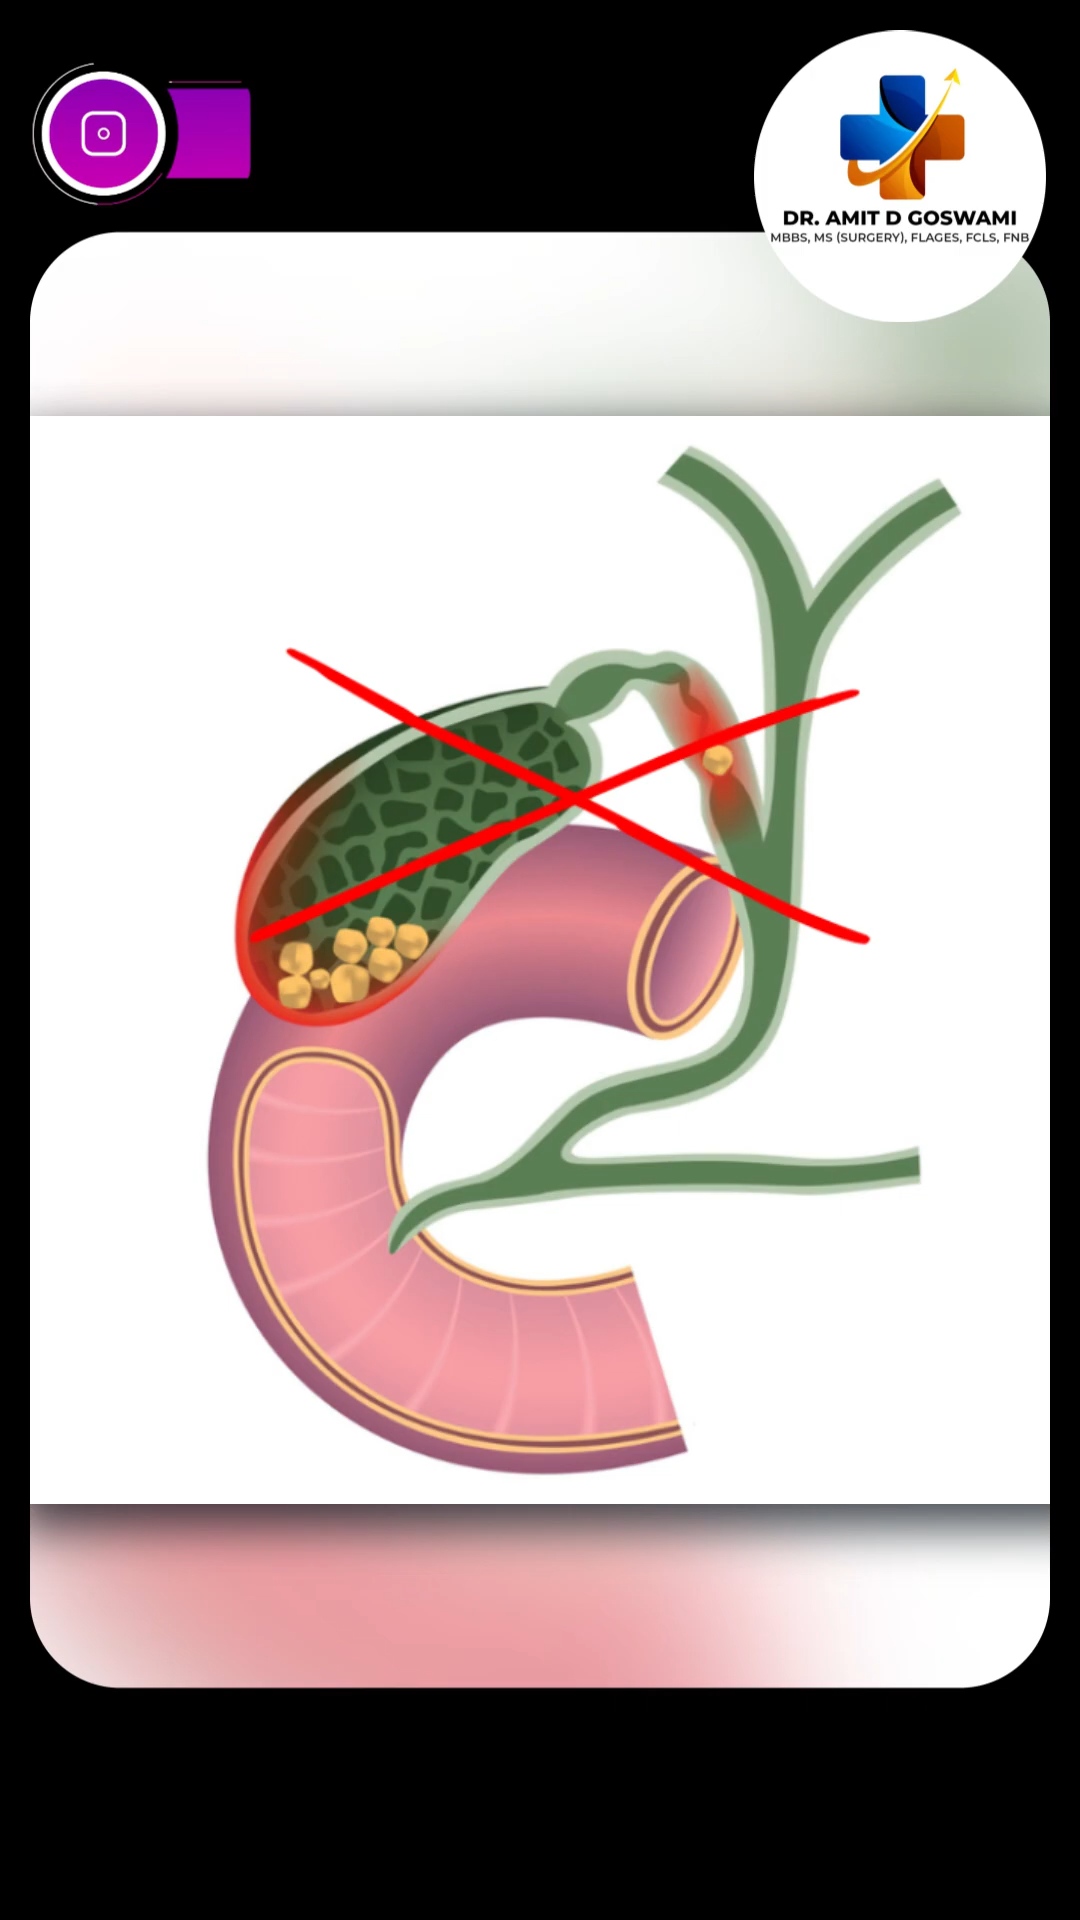 DR. AMIT D GOSWAMI
MBBS, MS (SURGERY), FLAGES, FCLS, FNB